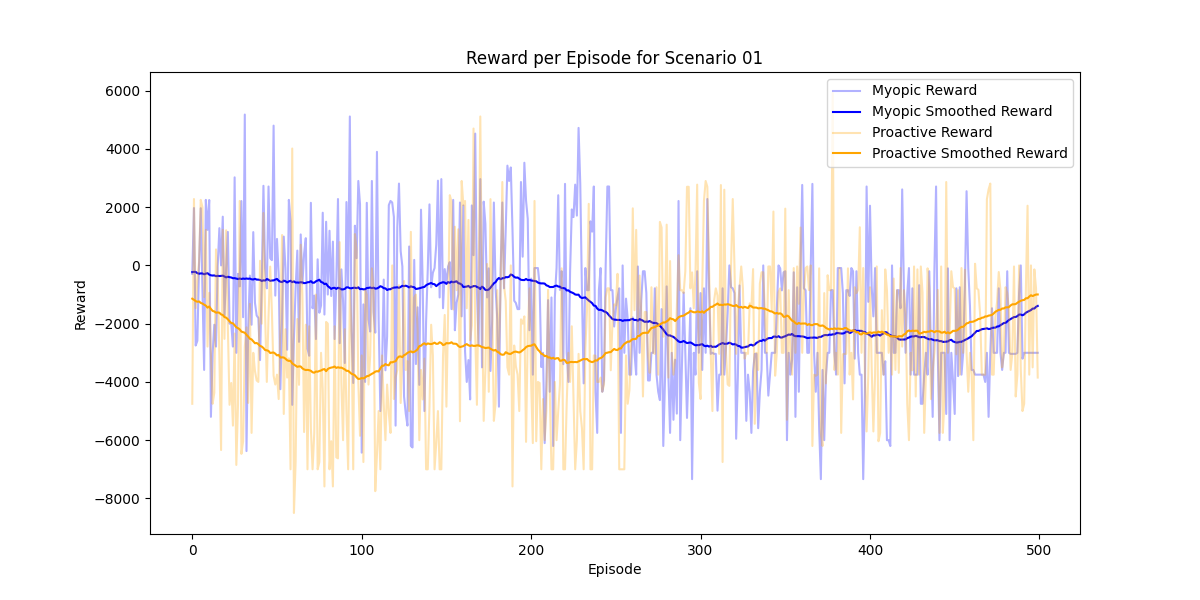 Reward per Episode for Scenario 01
Myopic Reward
Myopic Smoothed Reward
Proactive Reward
Proactive Smoothed Reward
Reward
6000
4000
2000
0
−2000
−4000
−6000
−8000
0 100 200 300 400 500
Episode